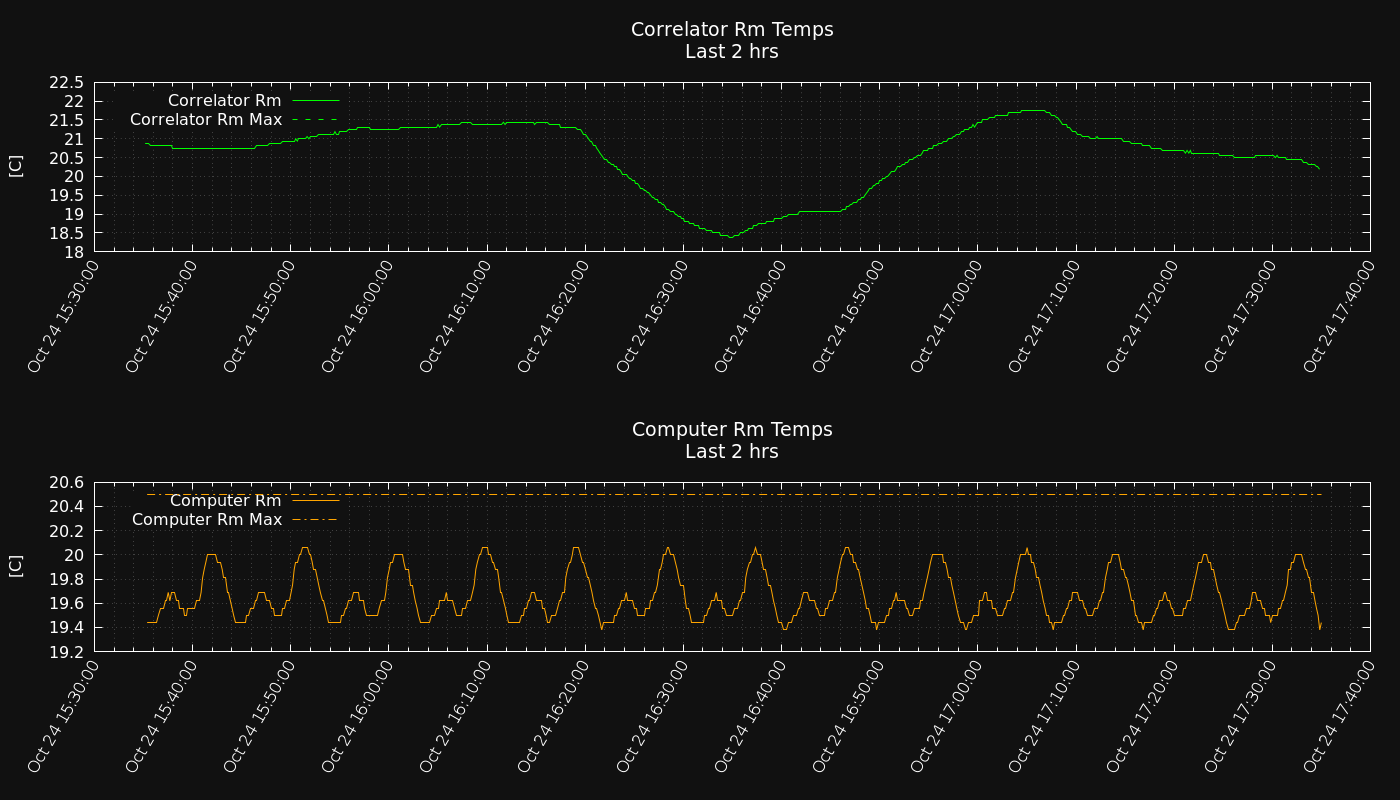 Correlator Rm Temps
Last 2 hrs
22.5
22
21.5
21
20.5
20
19.5
19
18.5
18
[C]
Correlator Rm
Correlator Rm Max
Oct 24 15:30:00
Oct 24 15:40:00
Oct 24 15:50:00
Oct 24 16:00:00
Oct 24 16:10:00
Oct 24 16:20:00
Oct 24 16:30:00
Oct 24 16:40:00
Oct 24 16:50:00
Oct 24 17:00:00
Oct 24 17:10:00
Oct 24 17:20:00
Oct 24 17:30:00
Oct 24 17:40:00
Computer Rm Temps
Last 2 hrs
20.6
20.4
20.2
20
19.8
19.6
19.4
19.2
[C]
Computer Rm
Computer Rm Max
Oct 24 15:30:00
Oct 24 15:40:00
Oct 24 15:50:00
Oct 24 16:00:00
Oct 24 16:10:00
Oct 24 16:20:00
Oct 24 16:30:00
Oct 24 16:40:00
Oct 24 16:50:00
Oct 24 17:00:00
Oct 24 17:10:00
Oct 24 17:20:00
Oct 24 17:30:00
Oct 24 17:40:00